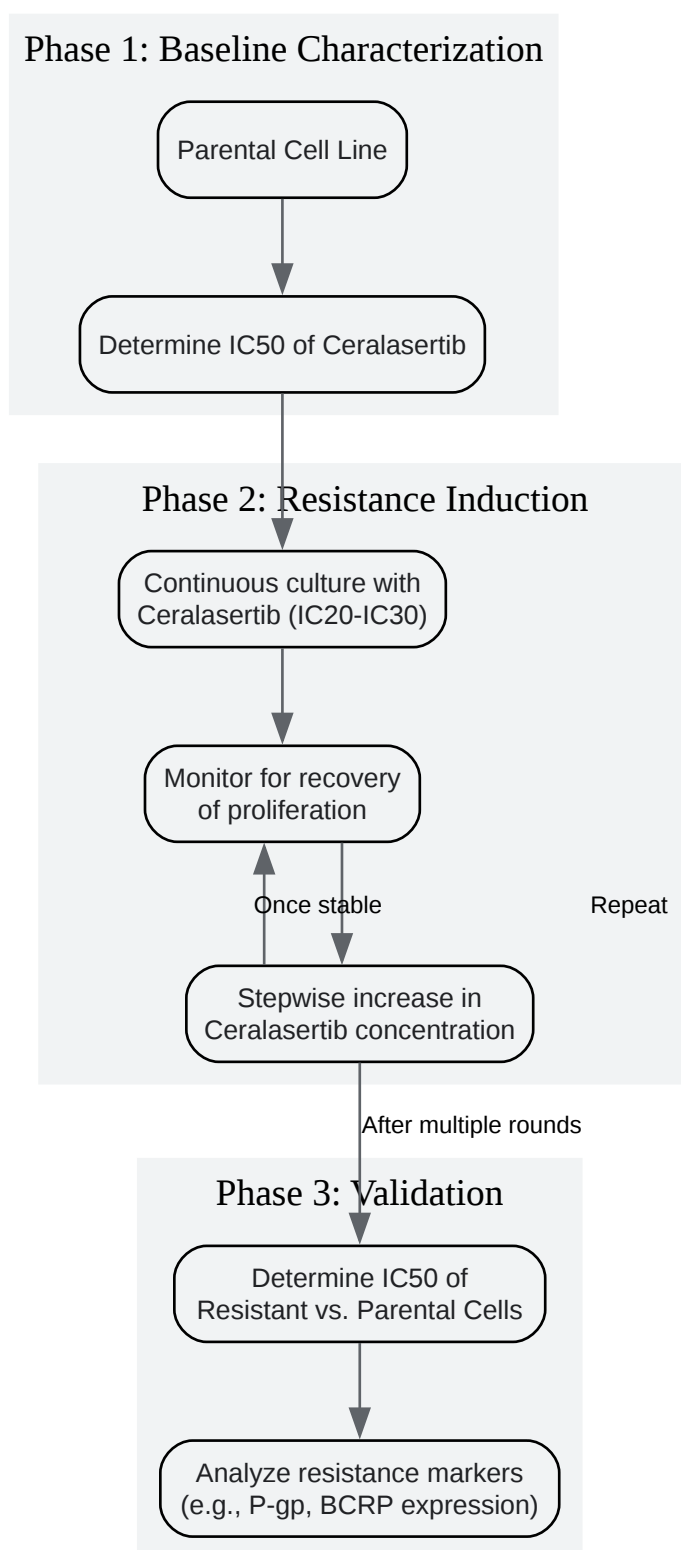 Phase 1: Baseline Characterization
Parental Cell Line
Determine IC50 of Ceralasertib
Phase 2: Resistance Induction
Continuous culture with
Ceralasertib (IC20-IC30)
Monitor for recovery
of proliferation
Once stable
Repeat
Stepwise increase in
Ceralasertib concentration
After multiple rounds
Phase 3: Validation
Determine IC50 of
Resistant vs. Parental Cells
Analyze resistance markers
(e.g., P-gp, BCRP expression)